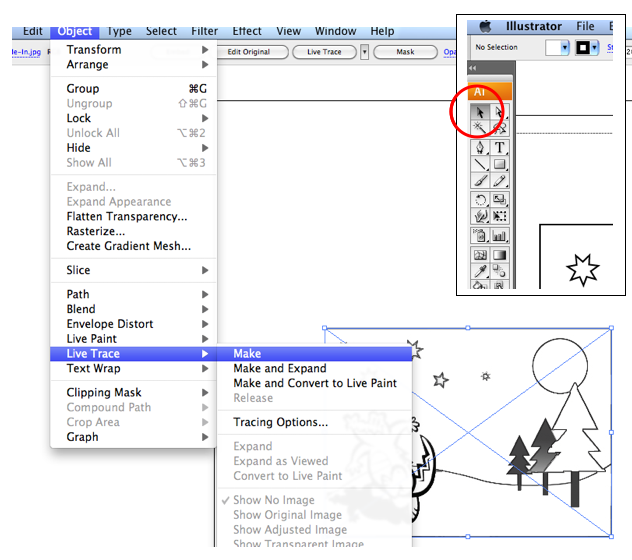 Edit Object Type Select Filter Effect View Window Help
le-In.jpg Edit Original Live Trace Mask Opa
Transform
Arrange
Group ⌘G
Ungroup ⇧⌘G
Lock
Unlock All ⌥⌘2
Hide
Show All ⌥⌘3
Expand...
Expand Appearance
Flatten Transparency...
Rasterize...
Create Gradient Mesh...
Slice
Path
Blend
Envelope Distort
Live Paint
Live Trace
Text Wrap
Clipping Mask
Compound Path
Crop Area
Graph
Make
Make and Expand
Make and Convert to Live Paint
Release
Tracing Options...
Expand
Expand as Viewed
Convert to Live Paint
Show No Image
Show Original Image
Show Adjusted Image
Show Transparent Image
Illustrator File E
No Selection St
Ai
T